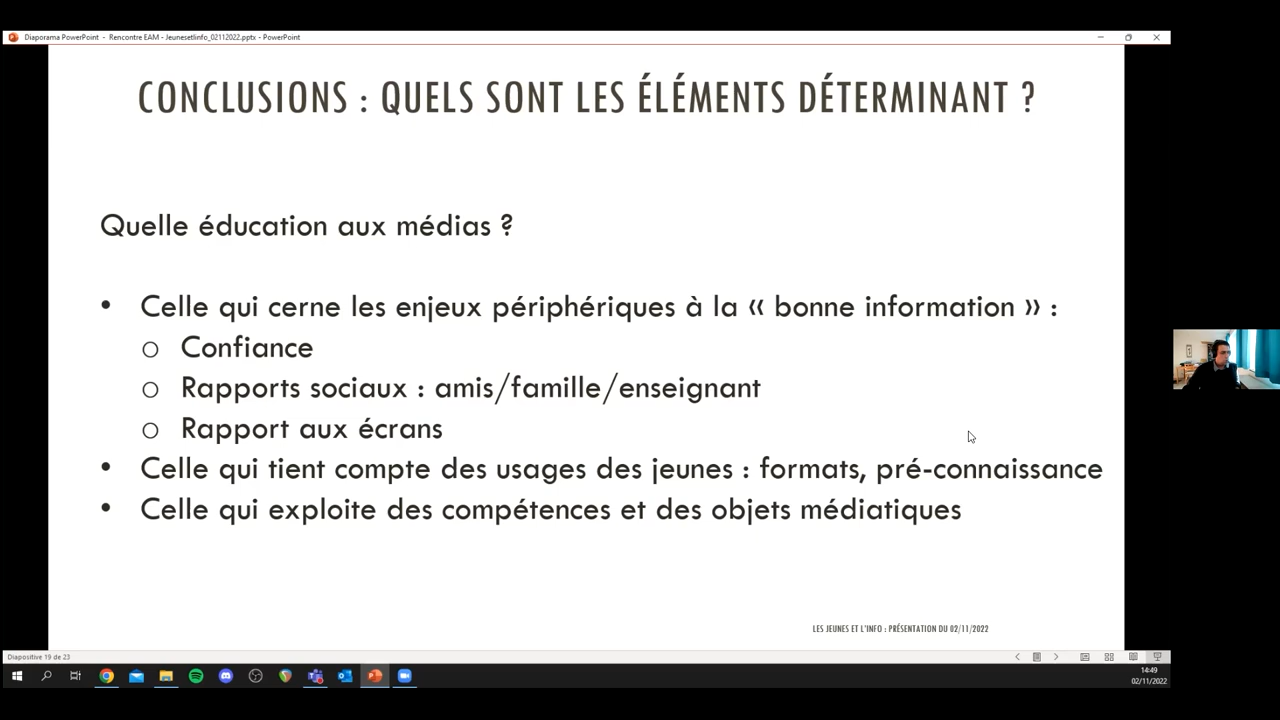 Diaporama PowerPoint - Rencontre EAM - Jeunesetlinfo_02112022.pptx - PowerPoint
CONCLUSIONS : QUELS SONT LES ÉLÉMENTS DÉTERMINANT ?
Quelle éducation aux médias ?
• Celle qui cerne les enjeux périphériques à la « bonne information » :
o Confiance
o Rapports sociaux : amis/famille/enseignant
o Rapport aux écrans
• Celle qui tient compte des usages des jeunes : formats, pré-connaissance
• Celle qui exploite des compétences et des objets médiatiques
LES JEUNES ET L'INFO : PRÉSENTATION DU 02/11/2022
Diapositive 19 de 23
14:49
02/11/2022